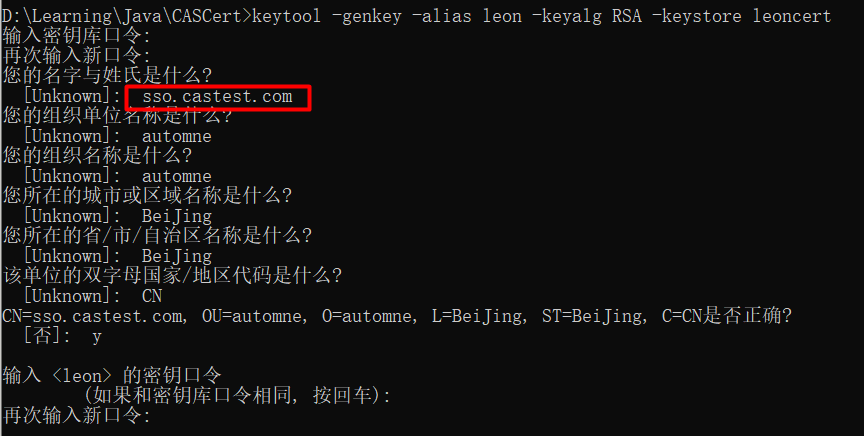 D:\Learning\Java\CASCert>keytool -genkey -alias leon -keyalg RSA -keystore leoncert
输入密钥库口令:
再次输入新口令:
您的名字与姓氏是什么?
[Unknown]: sso.castest.com
您的组织单位名称是什么?
[Unknown]: automne
您的组织名称是什么?
[Unknown]: automne
您所在的城市或区域名称是什么?
[Unknown]: BeiJing
您所在的省/市/自治区名称是什么?
[Unknown]: BeiJing
该单位的双字母国家/地区代码是什么?
[Unknown]: CN
CN=sso.castest.com, OU=automne, O=automne, L=BeiJing, ST=BeiJing, C=CN是否正确?
[否]: y
输入 <leon> 的密钥口令
(如果和密钥库口令相同, 按回车):
再次输入新口令: